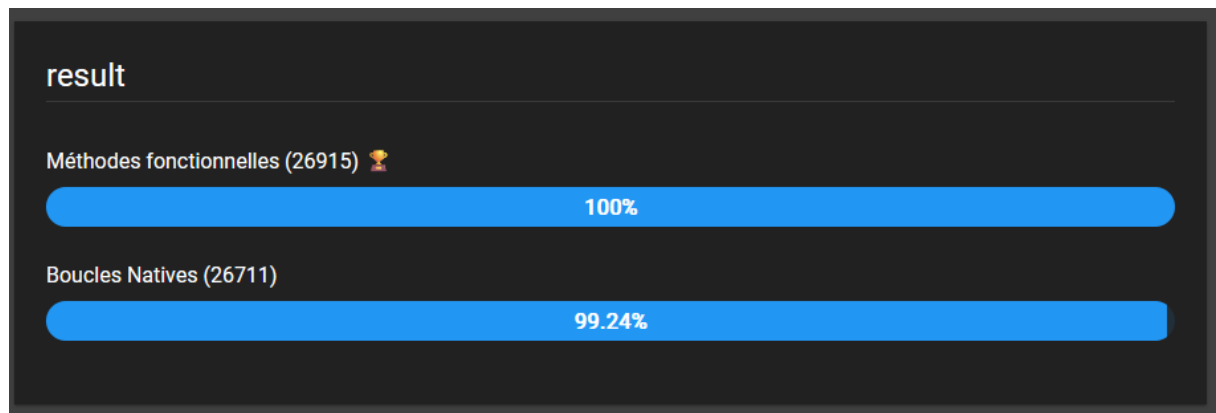 result
Méthodes fonctionnelles (26915) 🏆
100%
Boucles Natives (26711)
99.24%